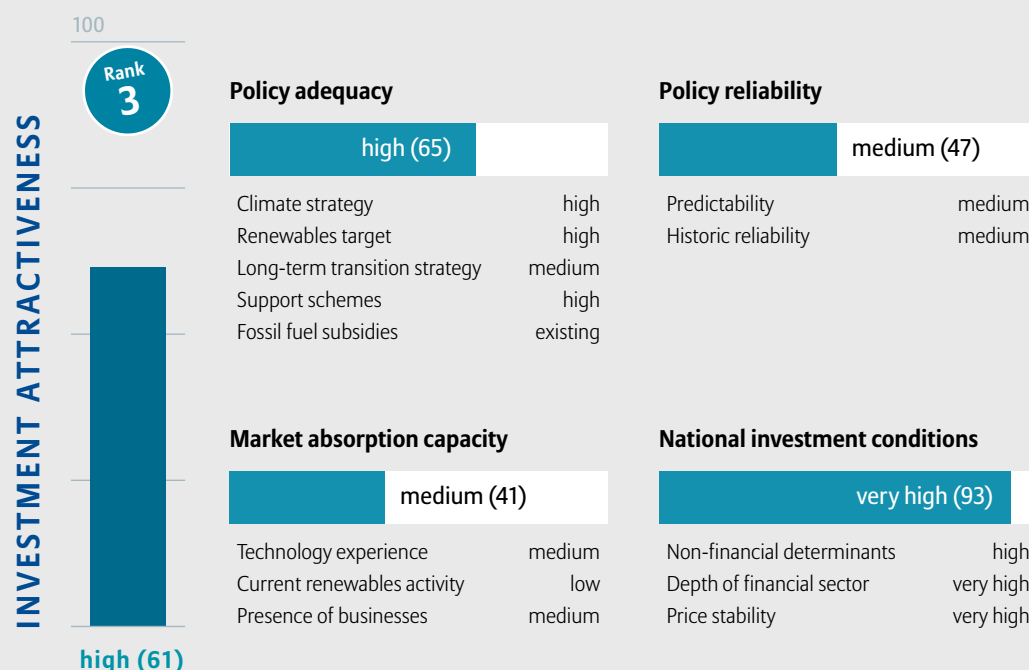 100
Rank
3
INVESTMENT ATTRACTIVENESS
high (61)
Policy adequacy
high (65)
Climate strategy high
Renewables target high
Long-term transition strategy medium
Support schemes high
Fossil fuel subsidies existing
Policy reliability
medium (47)
Predictability medium
Historic reliability medium
Market absorption capacity
medium (41)
Technology experience medium
Current renewables activity low
Presence of businesses medium
National investment conditions
very high (93)
Non-financial determinants high
Depth of financial sector very high
Price stability very high